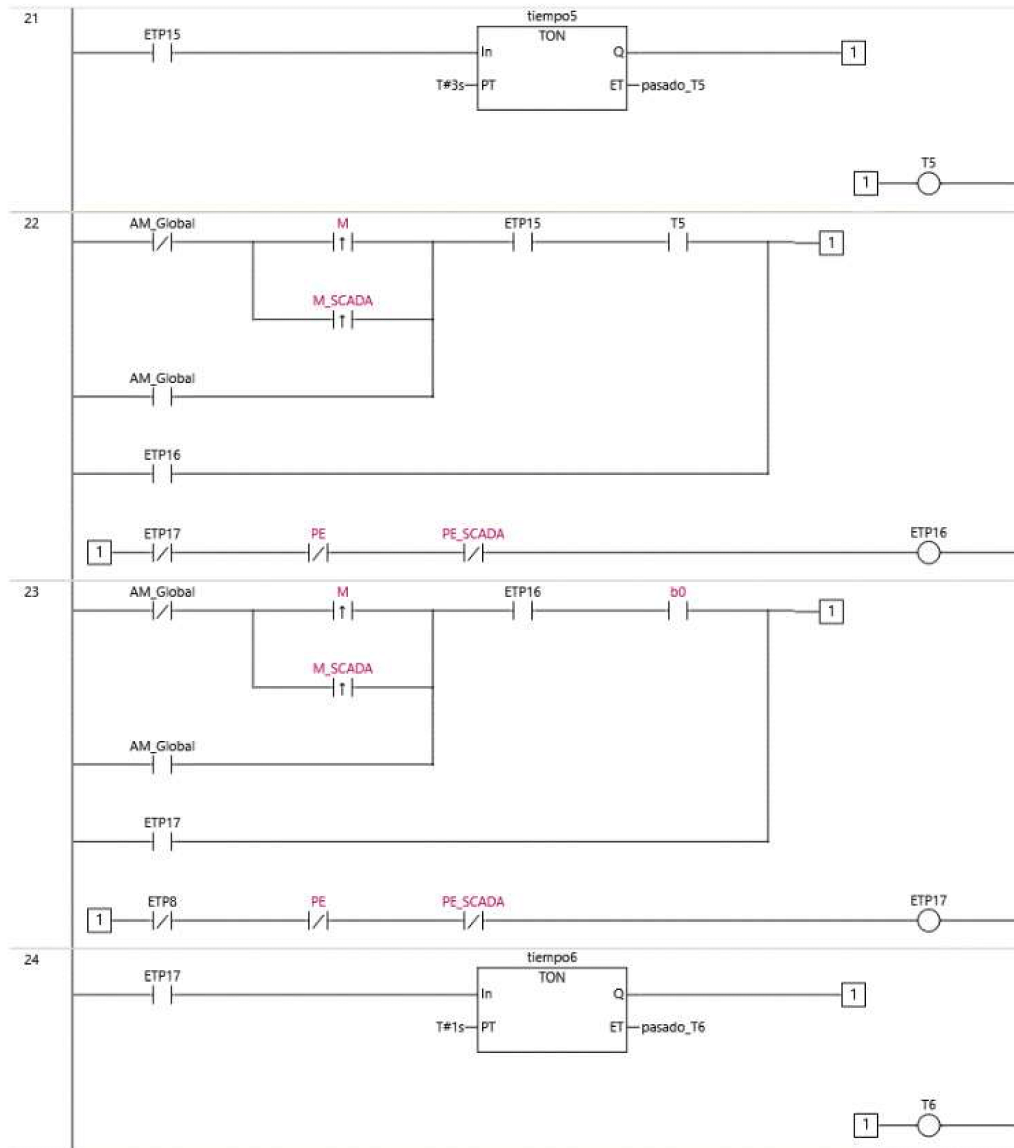 21
tiempo5
ETP15
TON
In
Q
1
T#3s
PT
ET
pasado_T5
T5
1
22
AM_Global
M
ETP15
T5
1
M_SCADA
AM_Global
ETP16
ETP17
PE
PE_SCADA
ETP16
1
23
AM_Global
M
ETP16
b0
1
M_SCADA
AM_Global
ETP17
ETP8
PE
PE_SCADA
ETP17
1
24
tiempo6
ETP17
TON
In
Q
1
T#1s
PT
ET
pasado_T6
T6
1